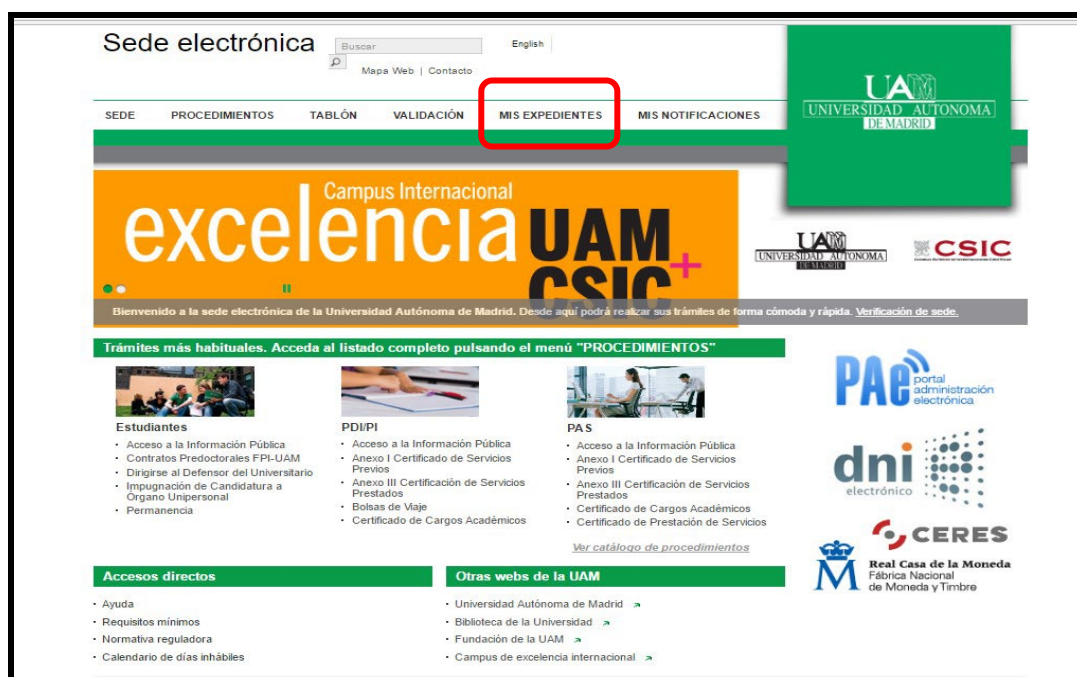 Sede electrónica
Buscar
English
Mapa Web | Contacto
SEDE PROCEDIMIENTOS TABLÓN VALIDACIÓN MIS EXPEDIENTES MIS NOTIFICACIONES
UAM
UNIVERSIDAD AUTONOMA
DE MADRID
Campus Internacional
excelencia UAM
CSIC+
UAM
UNIVERSIDAD AUTONOMA
DE MADRID
CSIC
Bienvenido a la sede electrónica de la Universidad Autónoma de Madrid. Desde aquí podrá realizar sus trámites de forma cómoda y rápida. Verificación de sede.
Trámites más habituales. Acceda al listado completo pulsando el menú "PROCEDIMIENTOS"
Estudiantes
· Acceso a la Información Pública
· Contratos Predoctorales FPI-UAM
· Dirigirse al Defensor del Universitario
· Impugnación de Candidatura a
Órgano Unipersonal
· Permanencia
PDI/PI
· Acceso a la Información Pública
· Anexo I Certificado de Servicios
Previos
· Anexo III Certificación de Servicios
Prestados
· Bolsas de Viaje
· Certificado de Cargos Académicos
PAS
· Acceso a la Información Pública
· Anexo I Certificado de Servicios
Previos
· Anexo III Certificación de Servicios
Prestados
· Certificado de Cargos Académicos
· Certificado de Prestación de Servicios
Ver catálogo de procedimientos
PAe portal
administración
electrónica
dni
electrónico
CERES
Real Casa de la Moneda
Fábrica Nacional
de Moneda y Timbre
Accesos directos
· Ayuda
· Requisitos mínimos
· Normativa reguladora
· Calendario de días inhábiles
Otras webs de la UAM
· Universidad Autónoma de Madrid
· Biblioteca de la Universidad
· Fundación de la UAM
· Campus de excelencia internacional